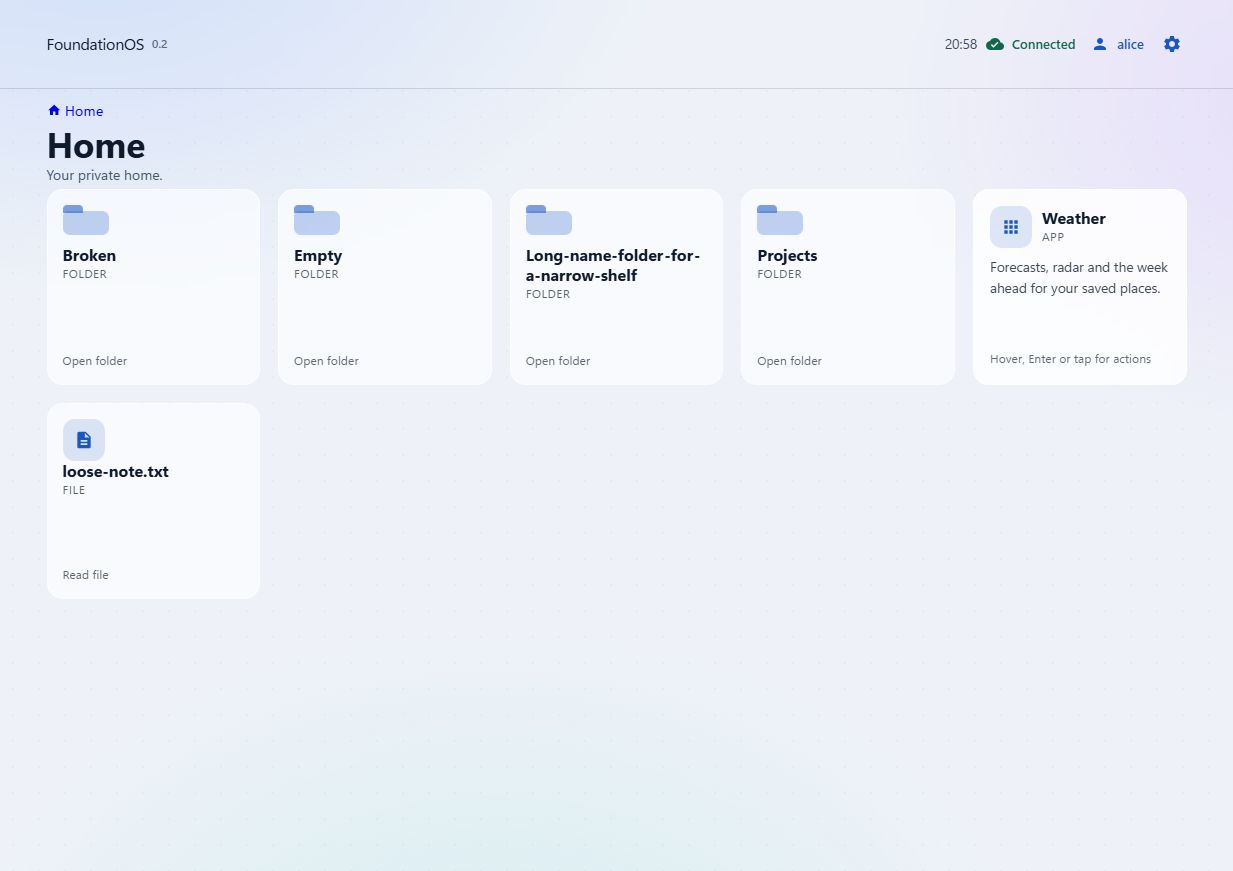 FoundationOS 0.2
20:58 Connected alice
Home
Home
Your private home.
Broken
FOLDER
Open folder
Empty
FOLDER
Open folder
Long-name-folder-for-
a-narrow-shelf
FOLDER
Open folder
Projects
FOLDER
Open folder
Weather
APP
Forecasts, radar and the week
ahead for your saved places.
Hover, Enter or tap for actions
loose-note.txt
FILE
Read file